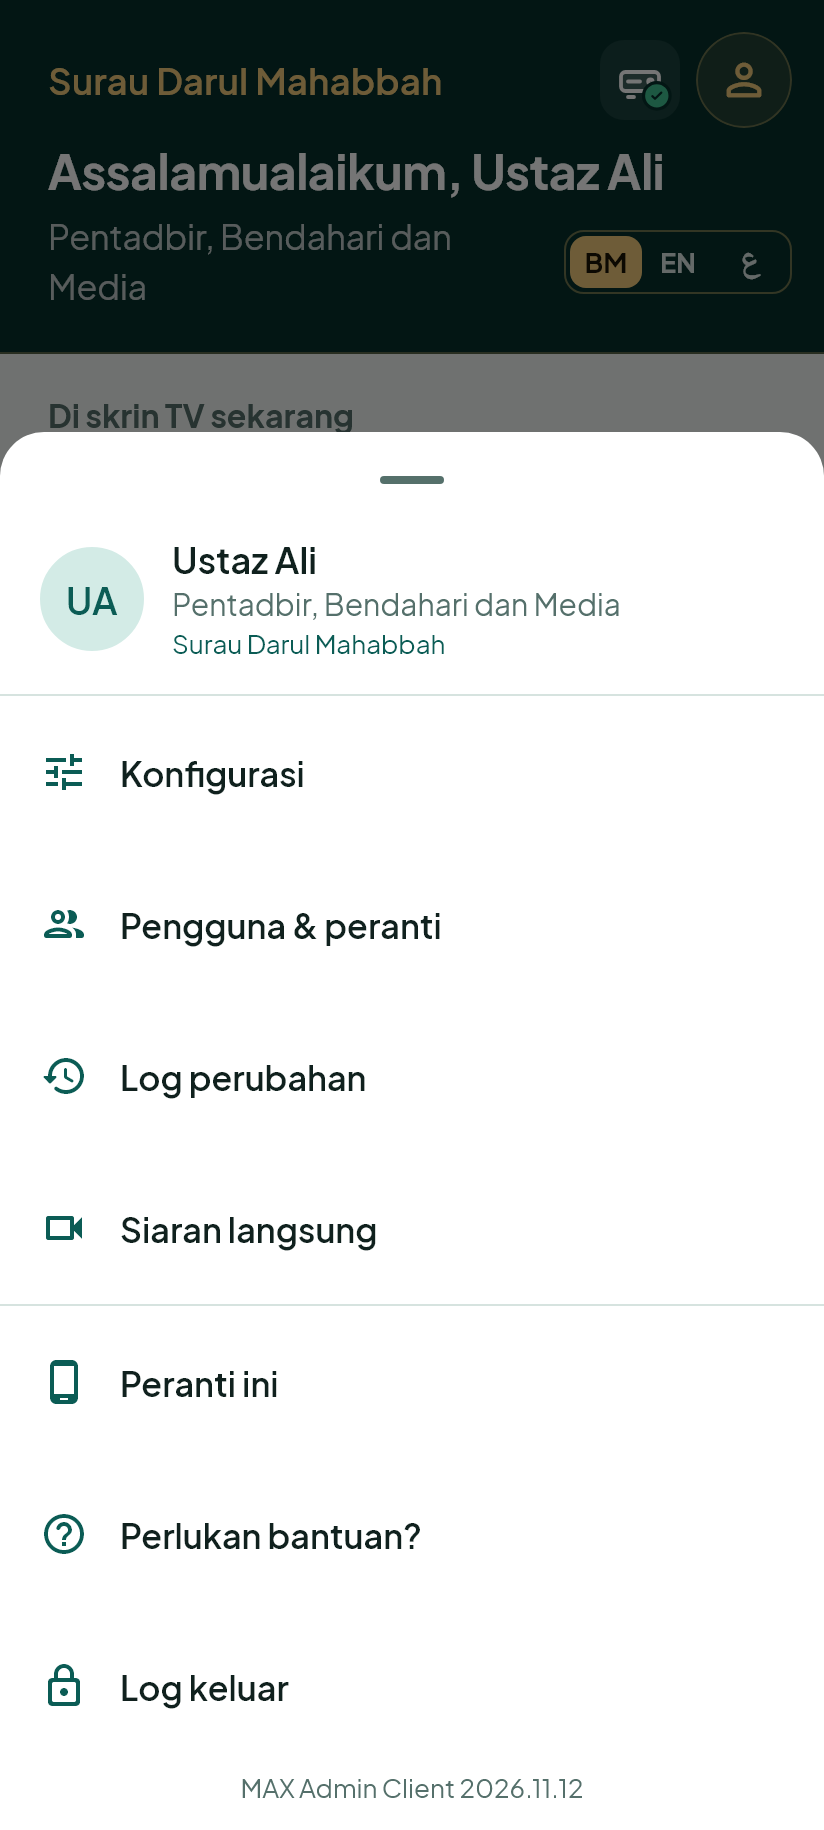 Surau Darul Mahabbah
Assalamualaikum, Ustaz Ali
Pentadbir, Bendahari dan
Media
BM EN ع
Di skrin TV sekarang
UA
Ustaz Ali
Pentadbir, Bendahari dan Media
Surau Darul Mahabbah
Konfigurasi
Pengguna & peranti
Log perubahan
Siaran langsung
Peranti ini
Perlukan bantuan?
Log keluar
MAX Admin Client 2026.11.12